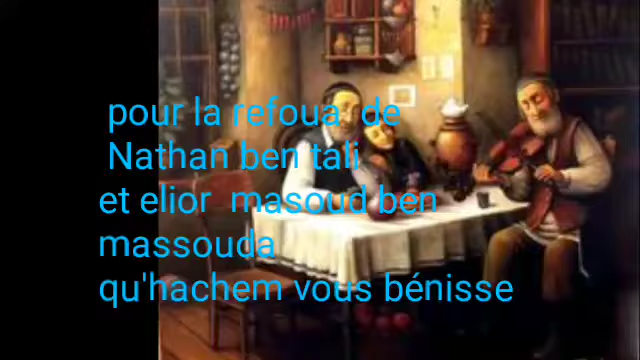 pour la refoua de
Nathan ben tali
et elior masoud ben
massouda
qu'hachem vous bénisse